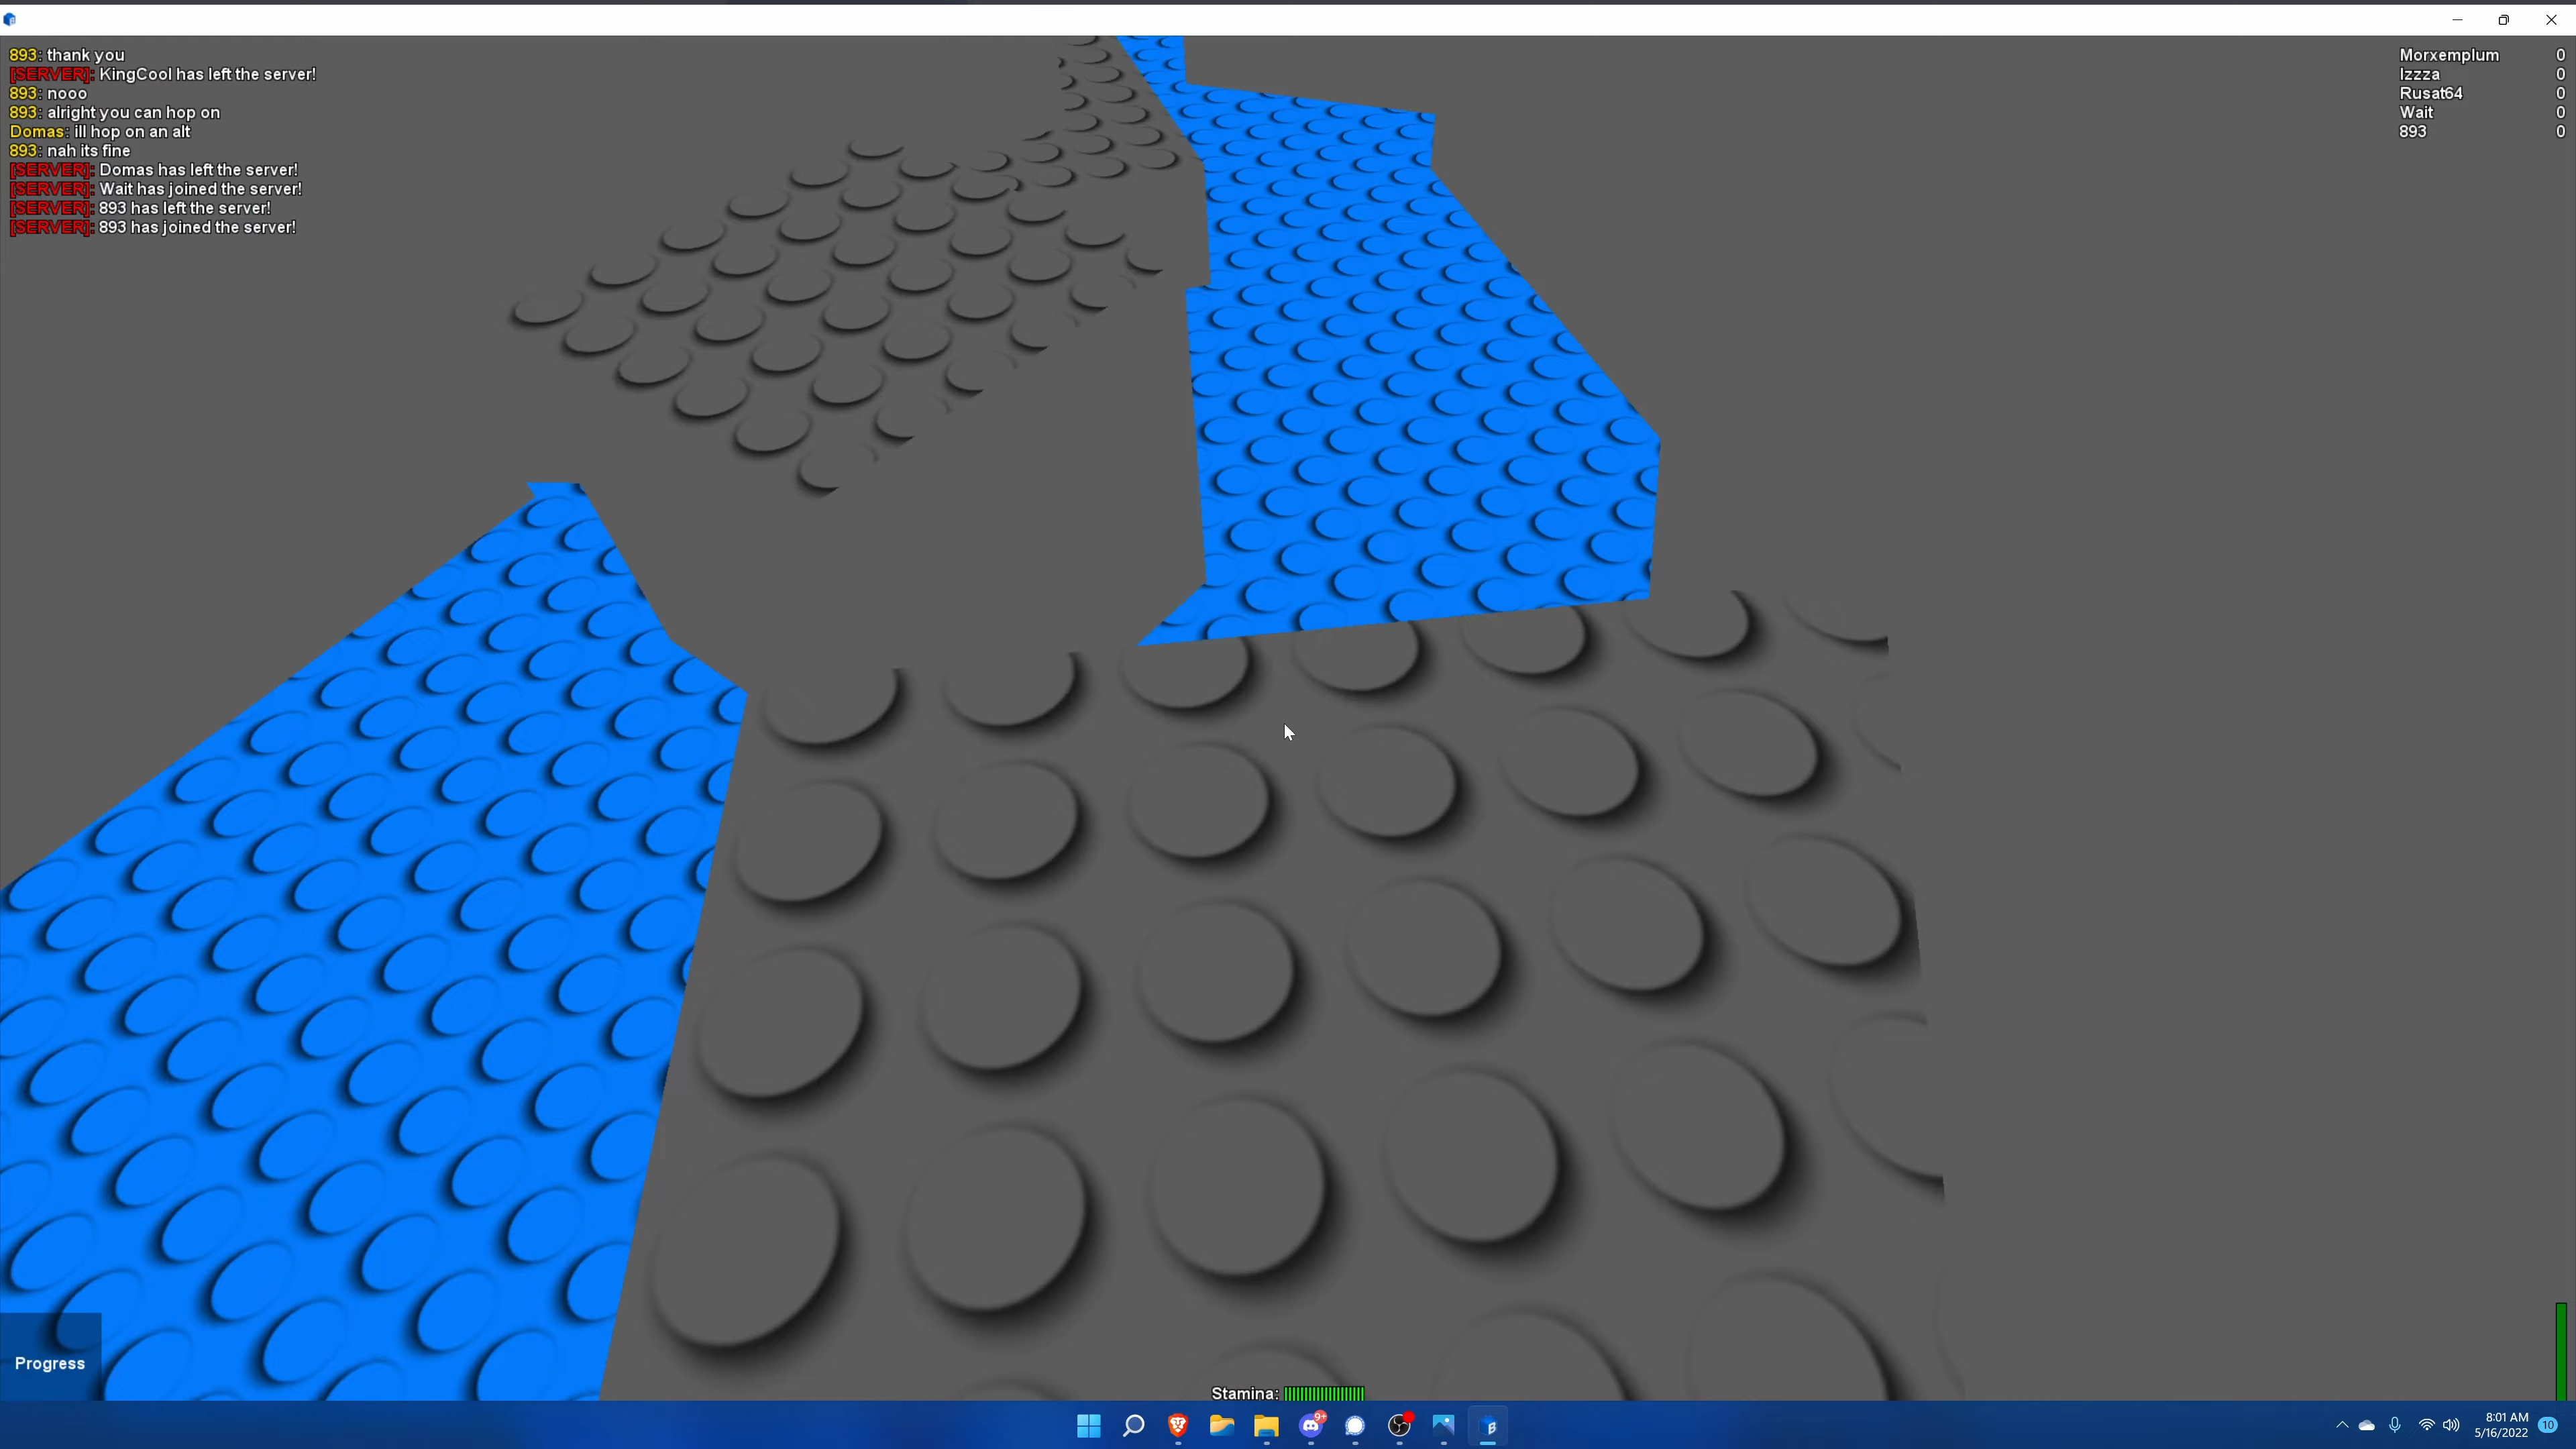 893: thank you
[SERVER]: KingCool has left the server!
893: nooo
893: alright you can hop on
Domas: ill hop on an alt
893: nah its fine
[SERVER]: Domas has left the server!
[SERVER]: Wait has joined the server!
[SERVER]: 893 has left the server!
[SERVER]: 893 has joined the server!
Morxemplum 0
Izzza 0
Rusat64 0
Wait 0
893 0
Progress
Stamina:
9+
8:01 AM
5/16/2022
10